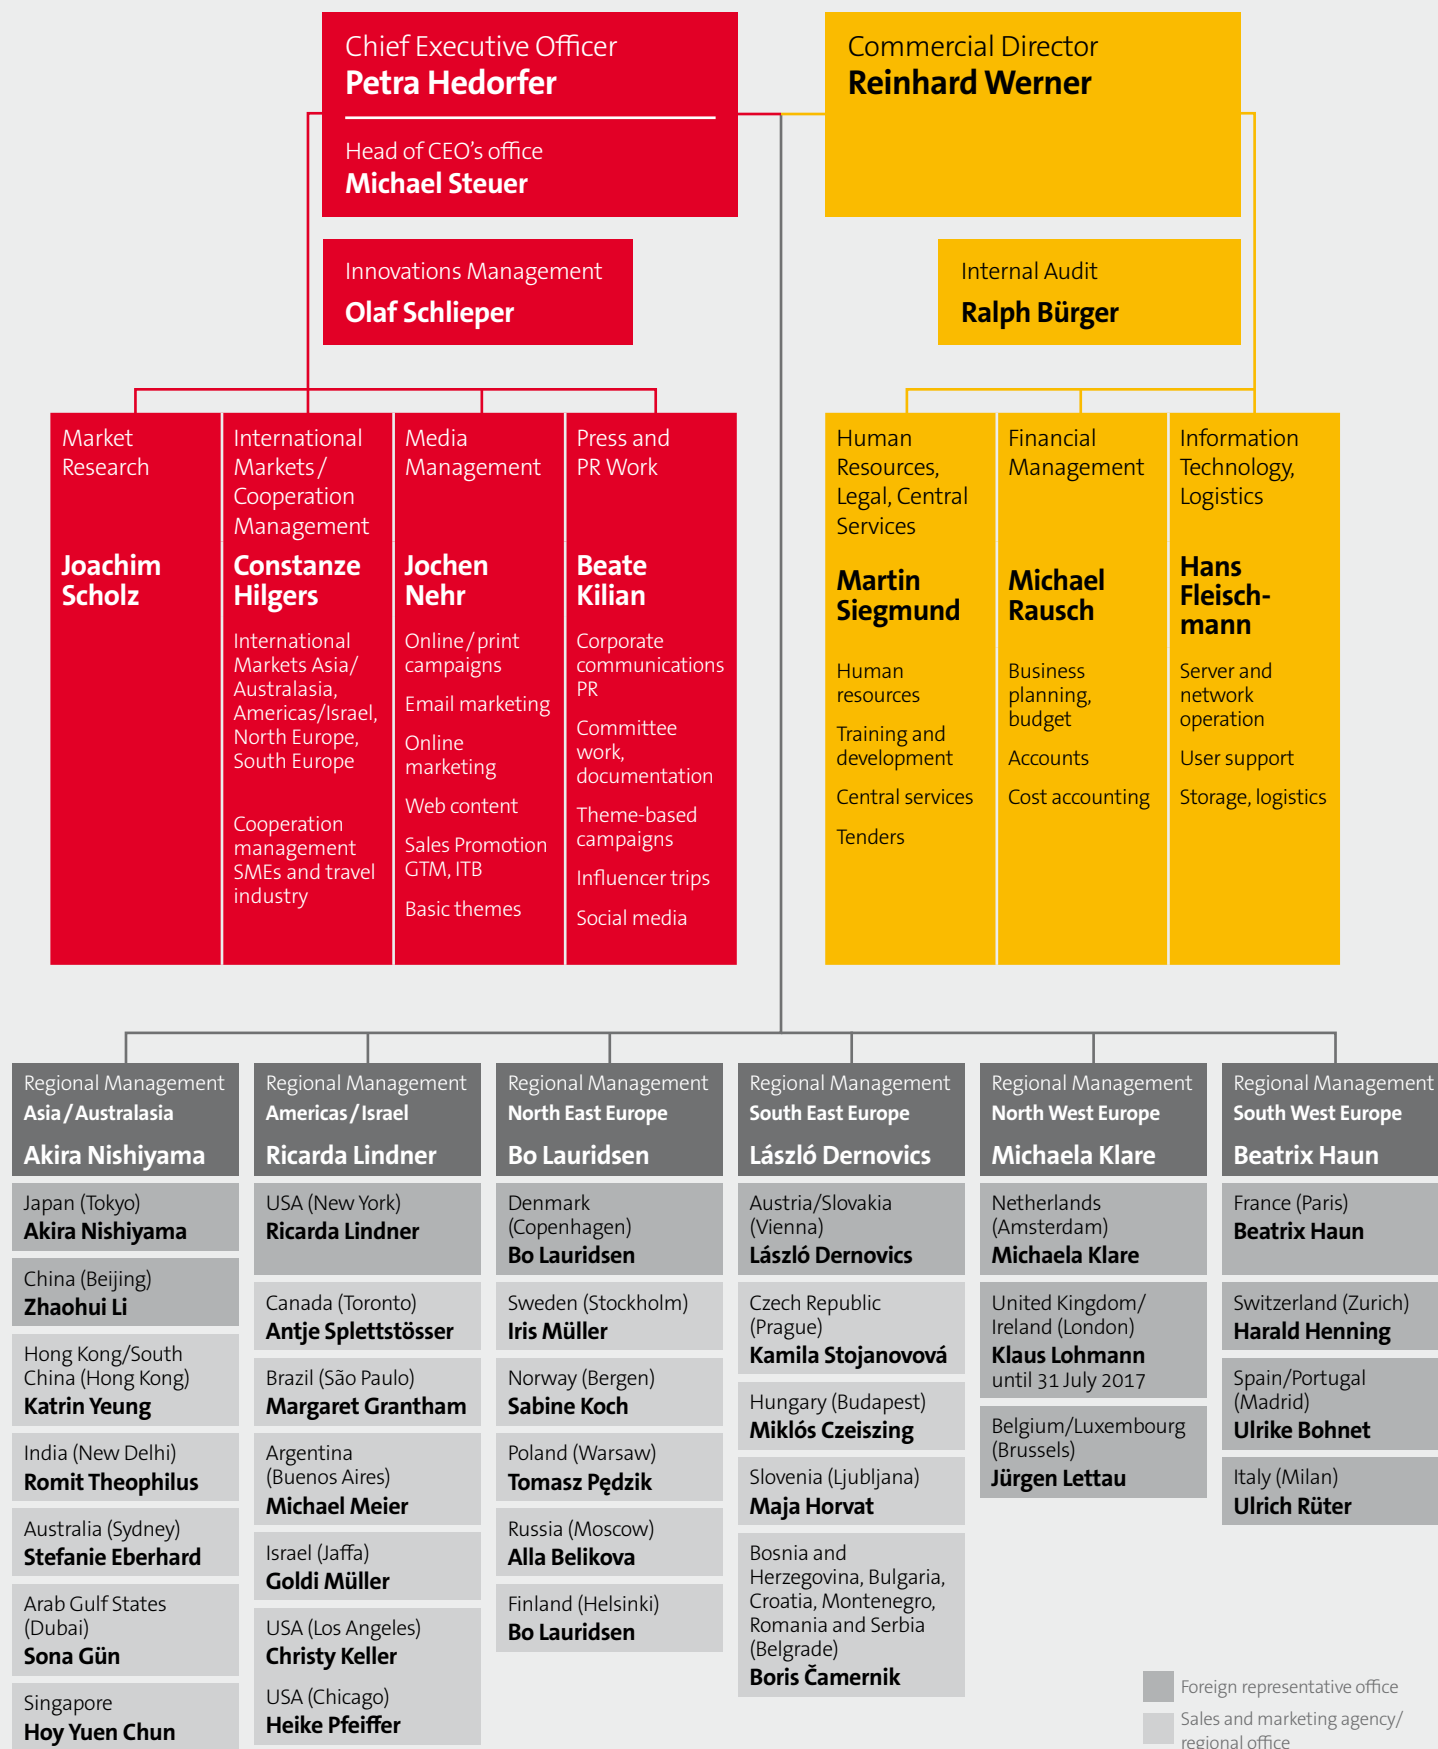 Chief Executive Officer
Petra Hedorfer
Head of CEO's office
Michael Steuer
Commercial Director
Reinhard Werner
Innovations Management
Olaf Schlieper
Internal Audit
Ralph Bürger
Market
Research
Joachim
Scholz
International
Markets/
Cooperation
Management
Constanze
Hilgers
International
Markets Asia/
Australasia,
Americas/Israel,
North Europe,
South Europe
Cooperation
management
SMEs and travel
industry
Media
Management
Jochen
Nehr
Online/print
campaigns
Email marketing
Online
marketing
Web content
Sales Promotion
GTM, ITB
Basic themes
Press and
PR Work
Beate
Kilian
Corporate
communications
PR
Committee
work,
documentation
Theme-based
campaigns
Influencer trips
Social media
Human
Resources,
Legal, Central
Services
Martin
Siegmund
Human
resources
Training and
development
Central services
Tenders
Financial
Management
Michael
Rausch
Business
planning,
budget
Accounts
Cost accounting
Information
Technology,
Logistics
Hans
Fleisch-
mann
Server and
network
operation
User support
Storage, logistics
Regional Management
Asia/Australasia
Akira Nishiyama
Japan (Tokyo)
Akira Nishiyama
China (Beijing)
Zhaohui Li
Hong Kong/South
China (Hong Kong)
Katrin Yeung
India (New Delhi)
Romit Theophilus
Australia (Sydney)
Stefanie Eberhard
Arab Gulf States
(Dubai)
Sona Gün
Singapore
Hoy Yuen Chun
Regional Management
Americas/Israel
Ricarda Lindner
USA (New York)
Ricarda Lindner
Canada (Toronto)
Antje Splettstösser
Brazil (São Paulo)
Margaret Grantham
Argentina
(Buenos Aires)
Michael Meier
Israel (Jaffa)
Goldi Müller
USA (Los Angeles)
Christy Keller
USA (Chicago)
Heike Pfeiffer
Regional Management
North East Europe
Bo Lauridsen
Denmark
(Copenhagen)
Bo Lauridsen
Sweden (Stockholm)
Iris Müller
Norway (Bergen)
Sabine Koch
Poland (Warsaw)
Tomasz Pędzik
Russia (Moscow)
Alla Belikova
Finland (Helsinki)
Bo Lauridsen
Regional Management
South East Europe
László Dernovics
Austria/Slovakia
(Vienna)
László Dernovics
Czech Republic
(Prague)
Kamila Stojanovová
Hungary (Budapest)
Miklós Czeiszing
Slovenia (Ljubljana)
Maja Horvat
Bosnia and
Herzegovina, Bulgaria,
Croatia, Montenegro,
Romania and Serbia
(Belgrade)
Boris Čamernik
Regional Management
North West Europe
Michaela Klare
Netherlands
(Amsterdam)
Michaela Klare
United Kingdom/
Ireland (London)
Klaus Lohmann
until 31 July 2017
Belgium/Luxembourg
(Brussels)
Jürgen Lettau
Regional Management
South West Europe
Beatrix Haun
France (Paris)
Beatrix Haun
Switzerland (Zurich)
Harald Henning
Spain/Portugal
(Madrid)
Ulrike Bohnet
Italy (Milan)
Ulrich Rüter
Foreign representative office
Sales and marketing agency/
regional office